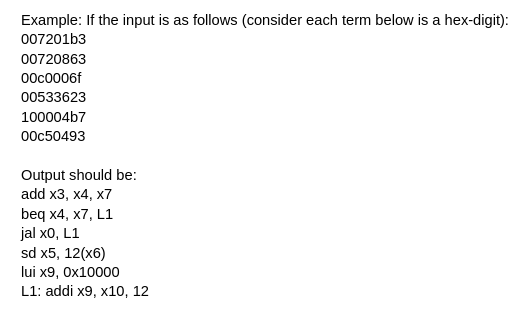 Example: If the input is as follows (consider each term below is a hex-digit):
007201b3
00720863
00c0006f
00533623
100004b7
00c50493
Output should be:
add x3, x4, x7
beq x4, x7, L1
jal x0, L1
sd x5, 12(x6)
lui x9, 0x10000
L1: addi x9, x10, 12